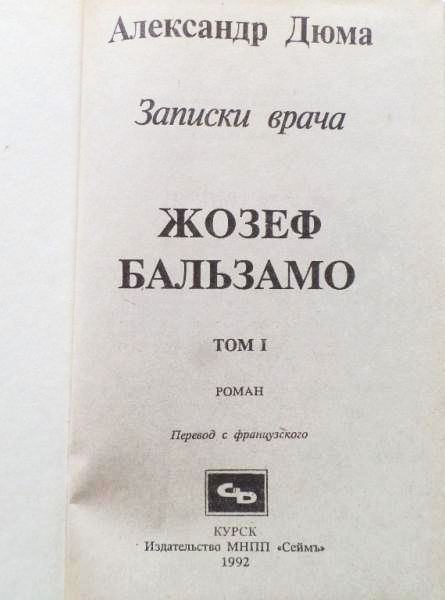 Александр Дюма
Записки врача
ЖОЗЕФ
БАЛЬЗАМО
ТОМ I
РОМАН
Перевод с французского
КУРСК
Издательство МНПП «Сеймъ»
1992